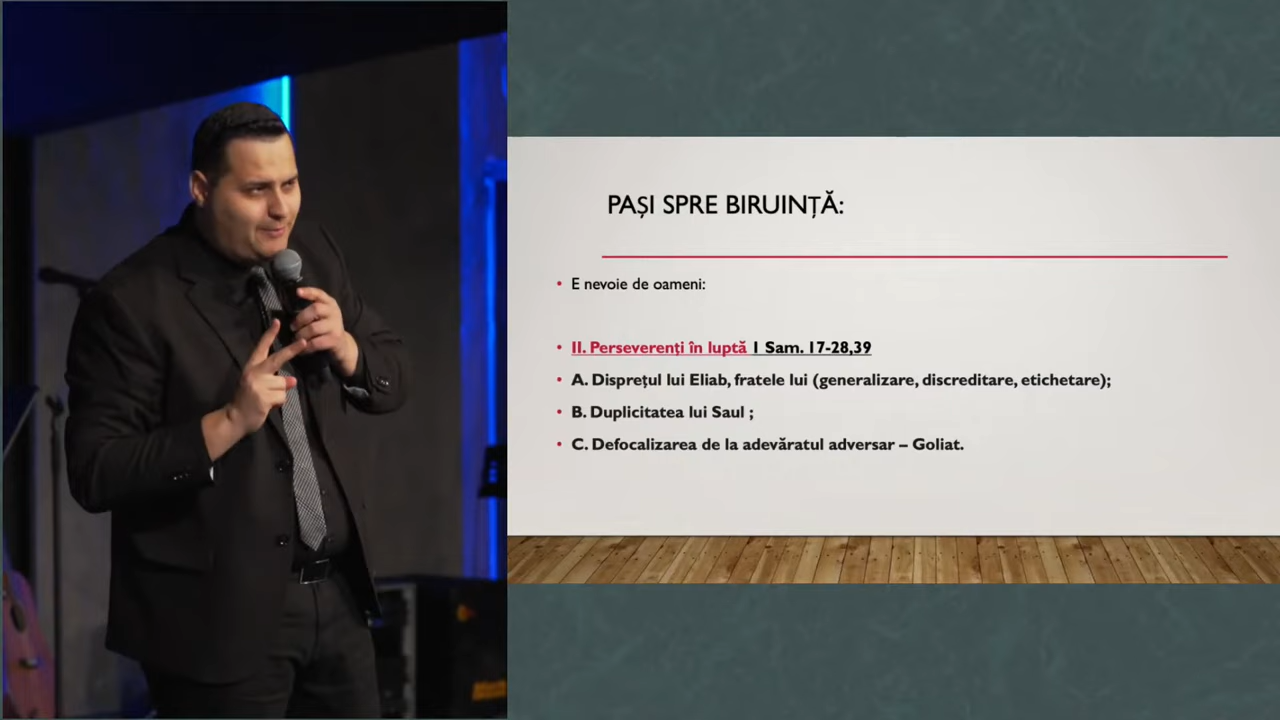 PAȘI SPRE BIRUINȚĂ:
• E nevoie de oameni:
• II. Perseverenți în luptă 1 Sam. 17-28,39
• A. Disprețul lui Eliab, fratele lui (generalizare, discreditare, etichetare);
• B. Duplicitatea lui Saul ;
• C. Defocalizarea de la adevăratul adversar – Goliat.